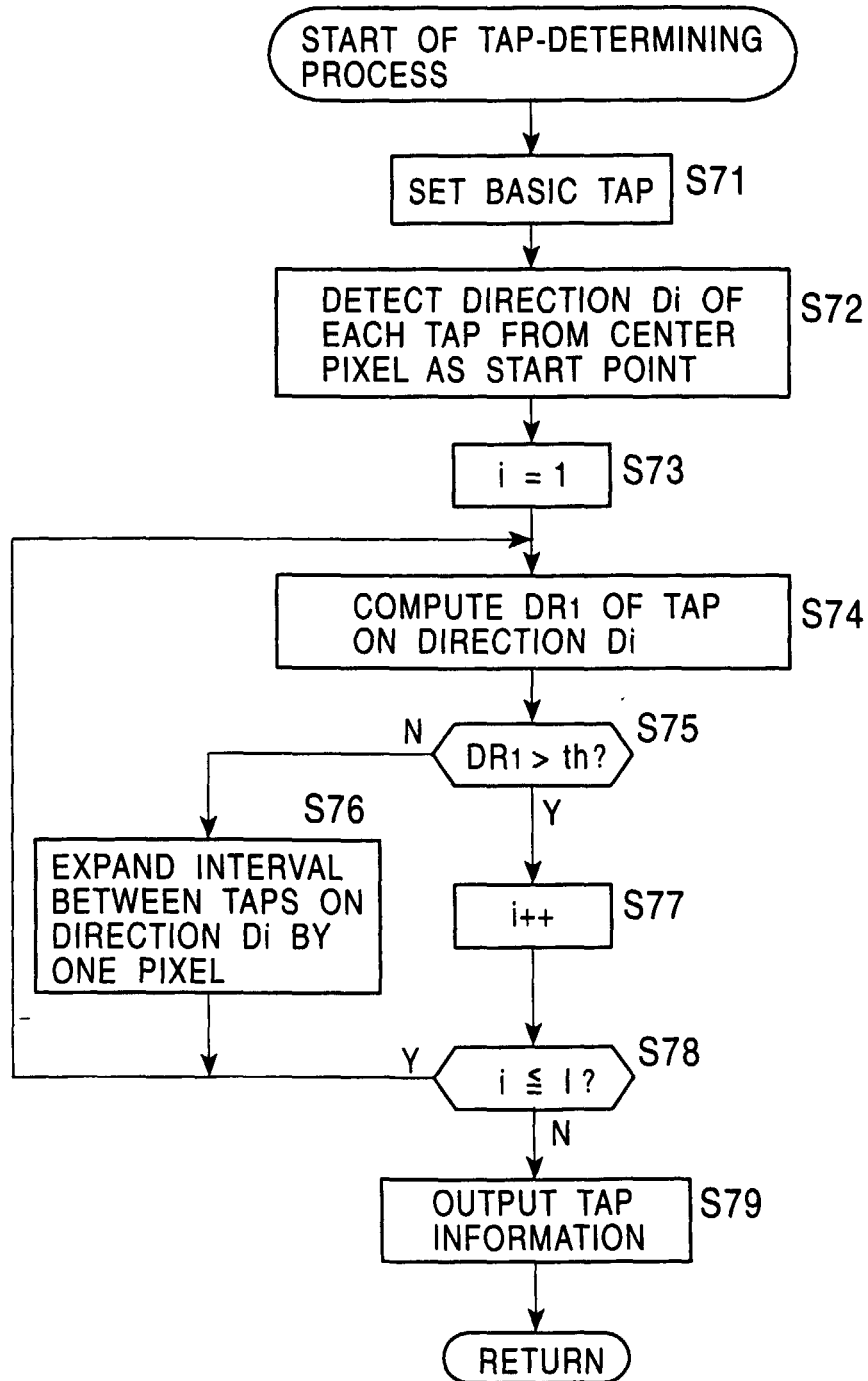 START OF TAP-DETERMINING
PROCESS
SET BASIC TAP
S71
DETECT DIRECTION Di OF
EACH TAP FROM CENTER
PIXEL AS START POINT
S72
i = 1
S73
COMPUTE DR1 OF TAP
ON DIRECTION Di
S74
N
DR1 > th?
S75
Y
S76
EXPAND INTERVAL
BETWEEN TAPS ON
DIRECTION Di BY
ONE PIXEL
i++
S77
Y
i ≦ I ?
S78
N
OUTPUT TAP
INFORMATION
S79
RETURN